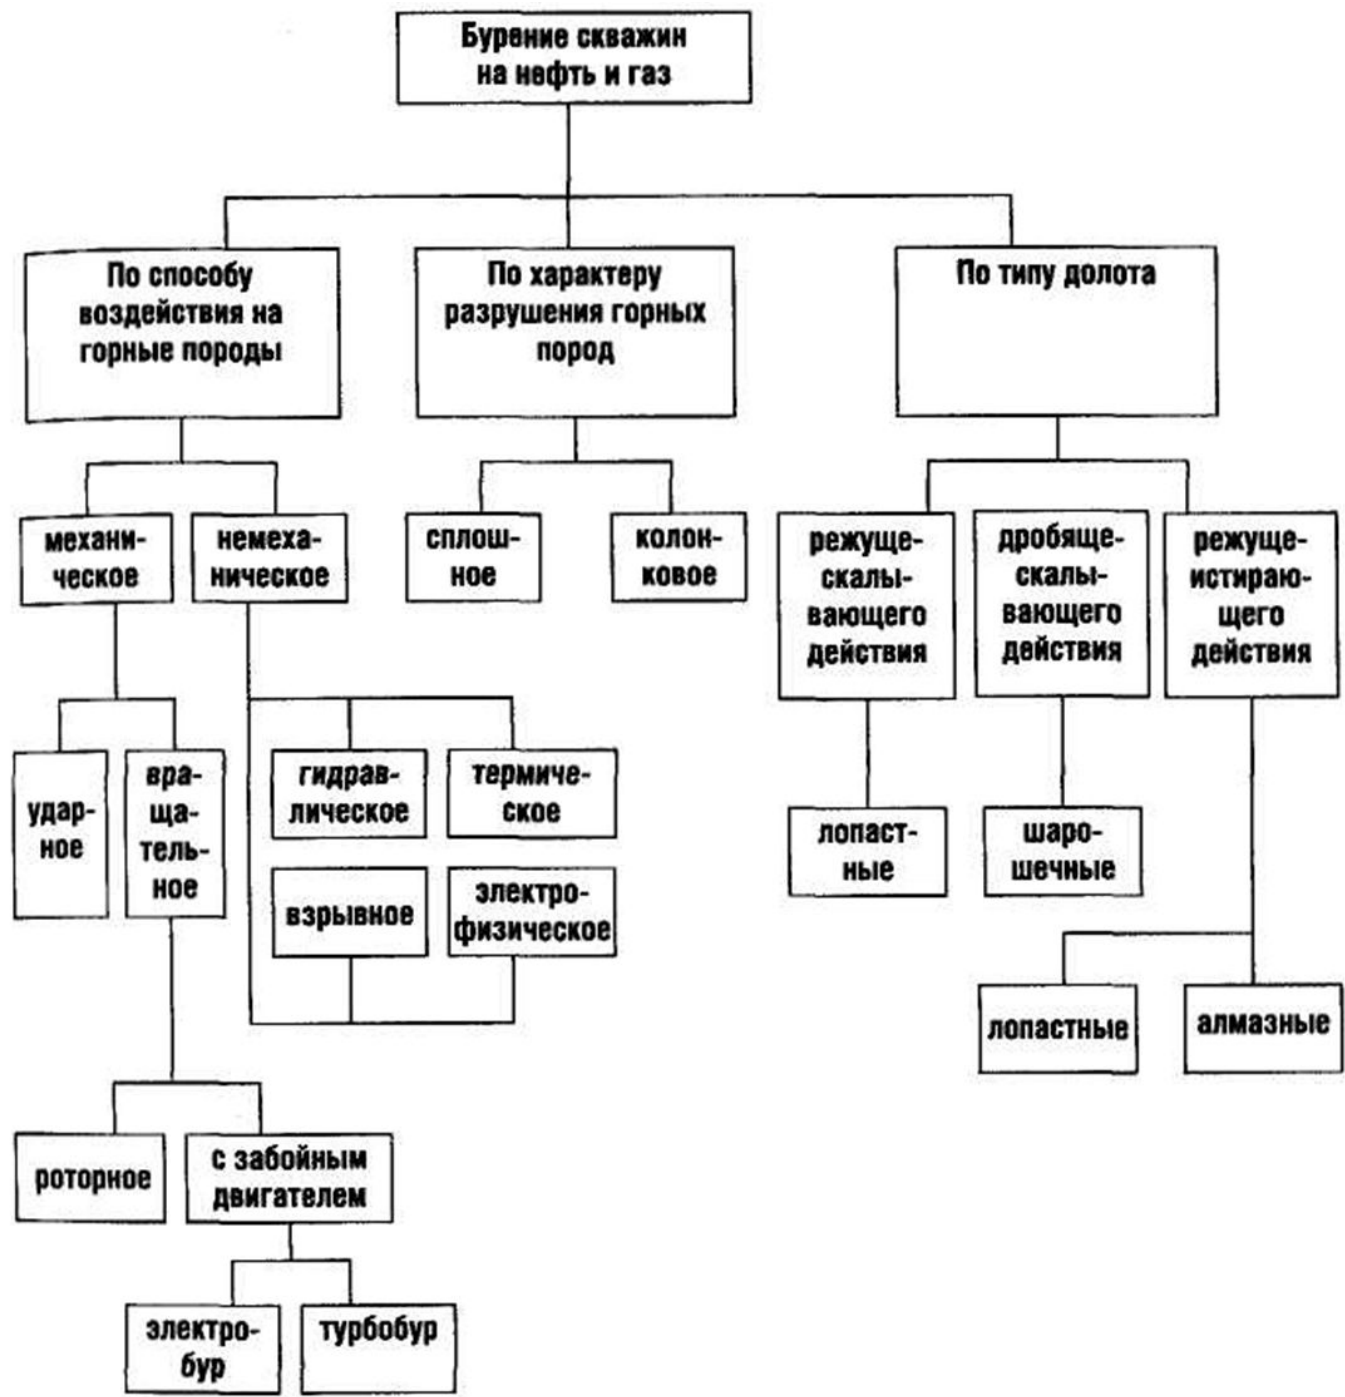 Бурение скважин
на нефть и газ
По способу
воздействия на
горные породы
По характеру
разрушения горных
пород
По типу долота
механи-
ческое
немеха-
ническое
сплош-
ное
колон-
ковое
режуще-
скалы-
вающего
действия
дробяще-
скалы-
вающего
действия
режуще-
истираю-
щего
действия
удар-
ное
вра-
ща-
тель-
ное
гидрав-
лическое
термиче-
ское
взрывное
электро-
физическое
лопаст-
ные
шаро-
шечные
лопастные
алмазные
роторное
с забойным
двигателем
электро-
бур
турбобур